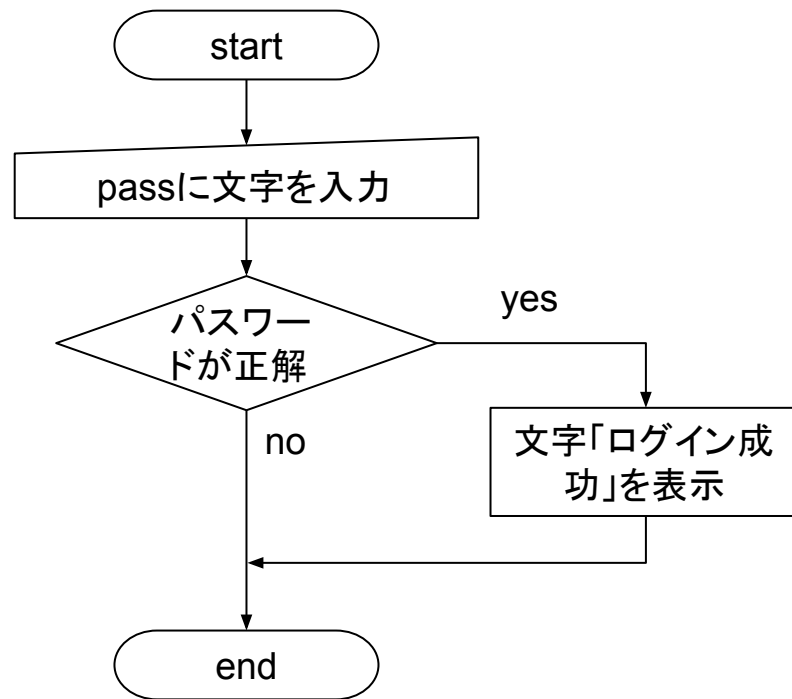 start
passに文字を入力
パスワー
ドが正解
yes
no
文字「ログイン成
功」を表示
end